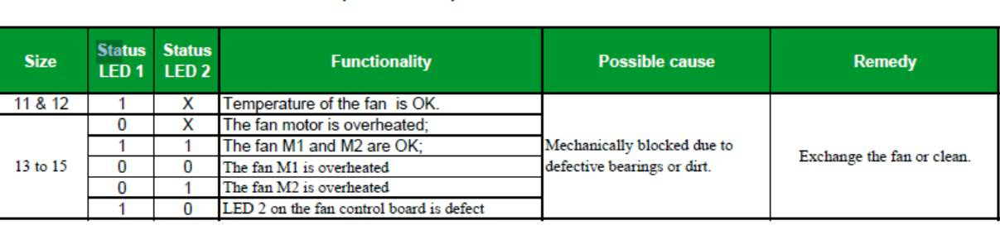 Size Status LED 1 Status LED 2 Functionality Possible cause Remedy
11 & 12 1 X Temperature of the fan is OK.
0 X The fan motor is overheated;
1 1 The fan M1 and M2 are OK; Mechanically blocked due to
13 to 15 0 0 The fan M1 is overheated defective bearings or dirt. Exchange the fan or clean.
0 1 The fan M2 is overheated
1 0 LED 2 on the fan control board is defect